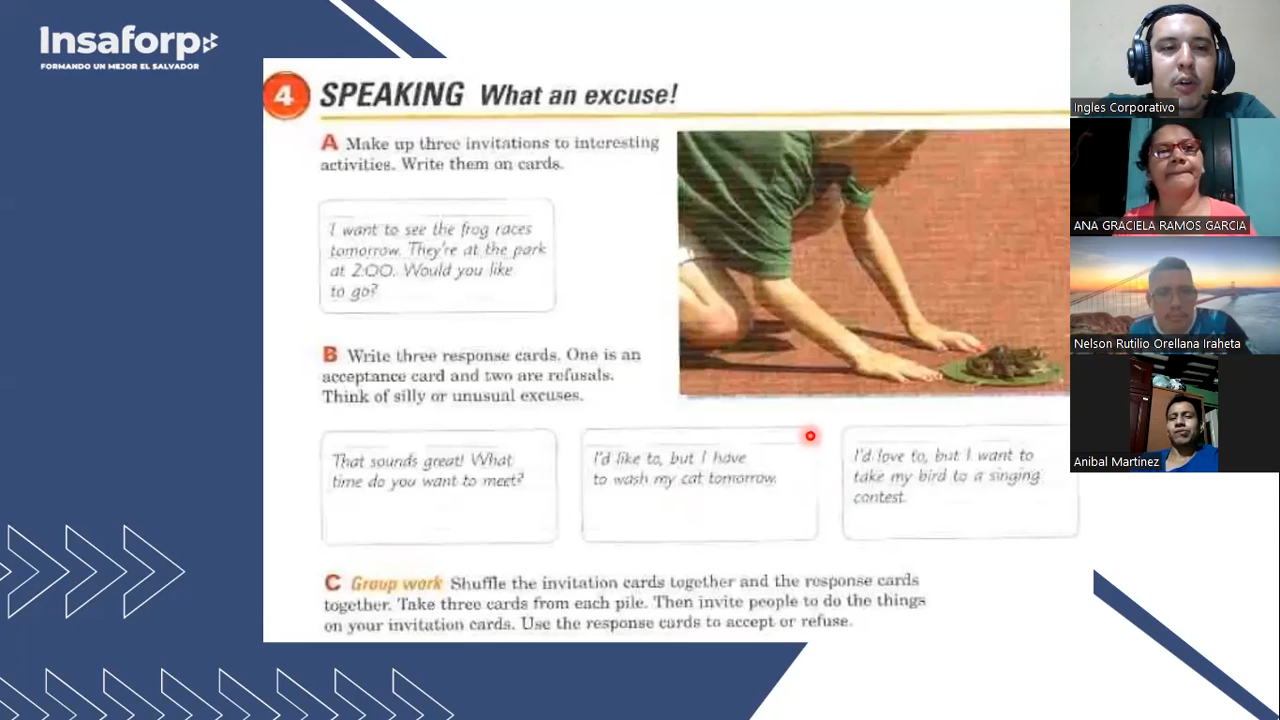 Insaforp
FORMANDO UN MEJOR EL SALVADOR
4 SPEAKING What an excuse!
A Make up three invitations to interesting
activities. Write them on cards.
I want to see the frog races
tomorrow. They're at the park
at 2:00. Would you like
to go?
B Write three response cards. One is an
acceptance card and two are refusals.
Think of silly or unusual excuses.
That sounds great! What
time do you want to meet?
I'd like to, but I have
to wash my cat tomorrow.
I'd love to, but I want to
take my bird to a singing
contest.
C Group work Shuffle the invitation cards together and the response cards
together. Take three cards from each pile. Then invite people to do the things
on your invitation cards. Use the response cards to accept or refuse.
Ingles Corporativo
ANA GRACIELA RAMOS GARCIA
Nelson Rutilio Orellana Iraheta
Anibal Martinez